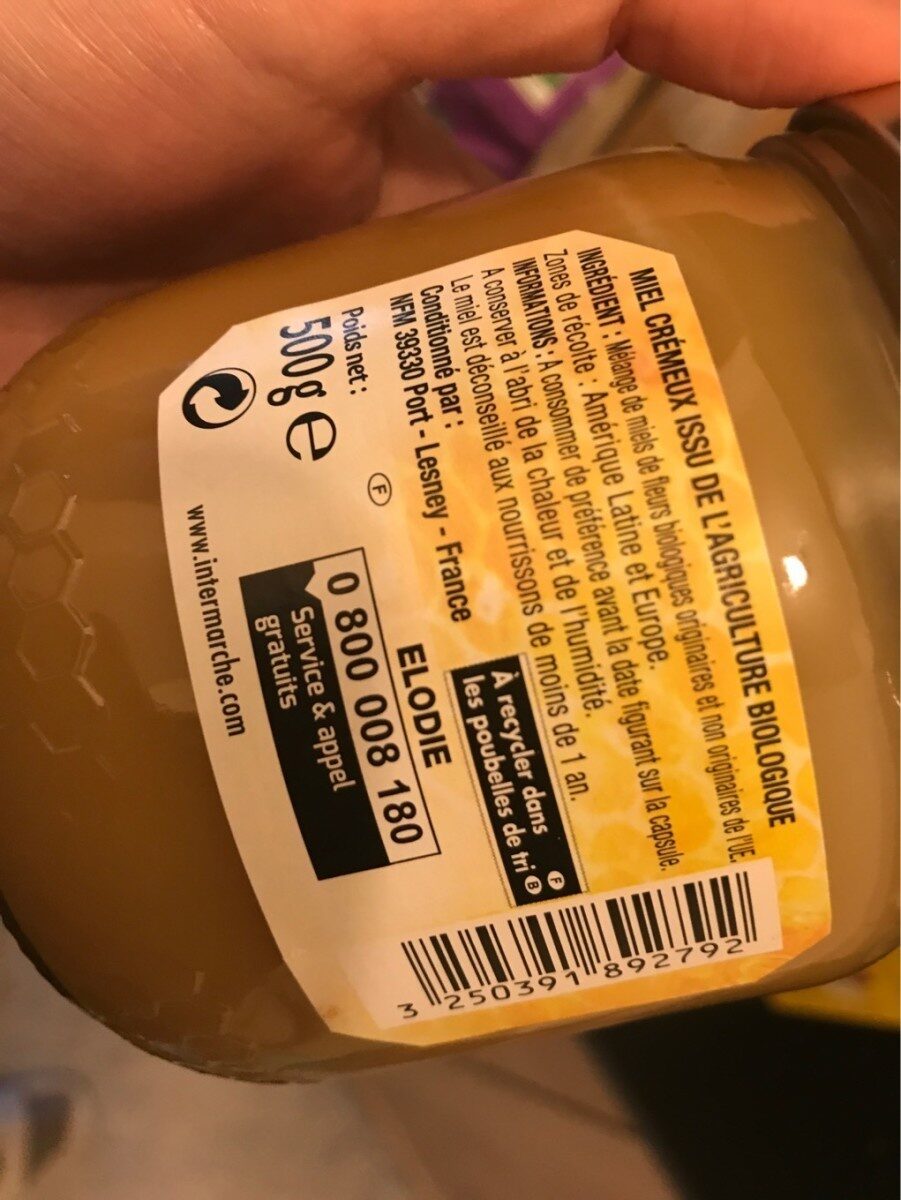 MIEL CRÉMEUX ISSU DE L'AGRICULTURE BIOLOGIQUE
INGRÉDIENT : Mélange de miels de fleurs biologiques originaires et non originaires de l'UE.
Zones de récolte : Amérique Latine et Europe.
INFORMATIONS : A consommer de préférence avant la date figurant sur la capsule.
A conserver à l'abri de la chaleur et de l'humidité.
Le miel est déconseillé aux nourrissons de moins de 1 an.
Conditionné par :
NFM 39330 Port - Lesney - France
À recycler dans F
les poubelles de tri B
Poids net :
500g e
F
ELODIE
0 800 008 180
Service & appel
gratuits
www.intermarche.com
3 250391 892792